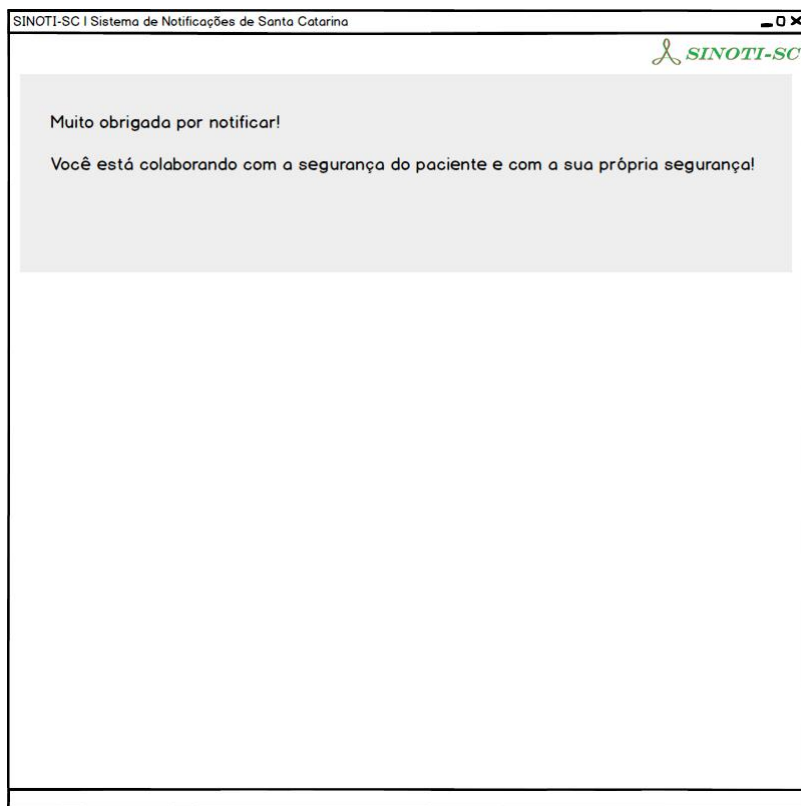 SINOTI-SC | Sistema de Notificações de Santa Catarina
SINOTI-SC
Muito obrigada por notificar!
Você está colaborando com a segurança do paciente e com a sua própria segurança!